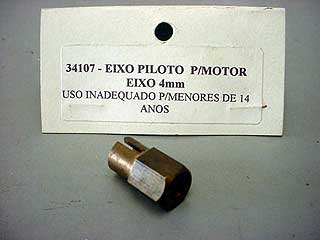 34107 - EIXO PILOTO P/MOTOR
EIXO 4mm
USO INADEQUADO P/MENORES DE 14
ANOS